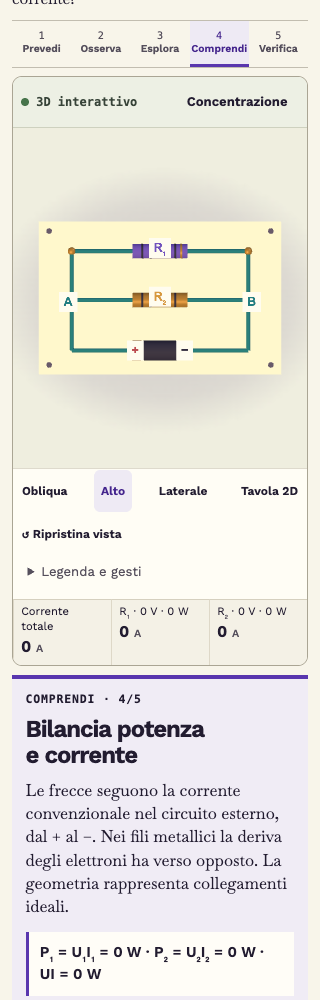 1 2 3 4 5
Prevedi Osserva Esplora Comprendi Verifica
3D interattivo Concentrazione
R₁
R₂
A B
+ −
Obliqua Alto Laterale Tavola 2D
↺ Ripristina vista
▶ Legenda e gesti
Corrente R₁ · 0 V · 0 W R₂ · 0 V · 0 W
totale 0 A 0 A
0 A
COMPRENDI · 4/5
Bilancia potenza
e corrente
Le frecce seguono la corrente
convenzionale nel circuito esterno,
dal + al −. Nei fili metallici la deriva
degli elettroni ha verso opposto. La
geometria rappresenta collegamenti
ideali.
P₁ = U₁I₁ = 0 W · P₂ = U₂I₂ = 0 W ·
UI = 0 W